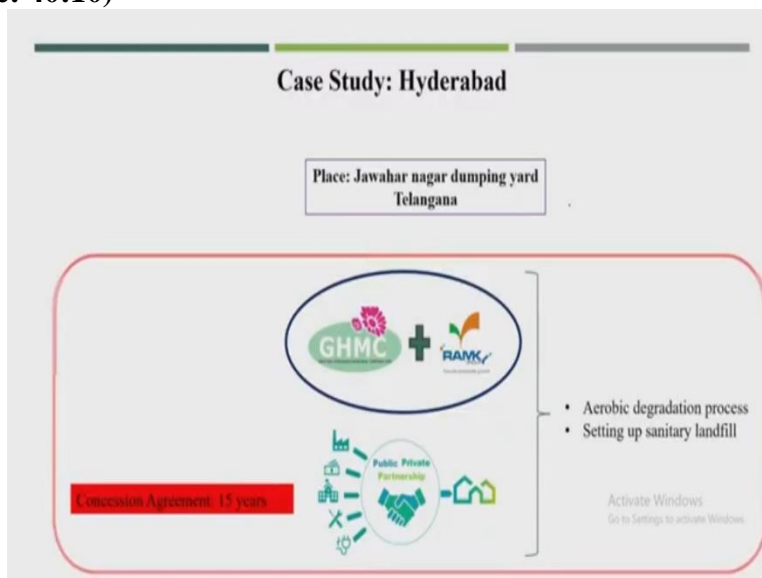 Case Study: Hyderabad
Place: Jawahar nagar dumping yard
Telangana
GHMC
Public Private
Partnership
• Aerobic degradation process
• Setting up sanitary landfill
Concession Agreement: 15 years
Activate Windows
Go to Settings to activate Windows